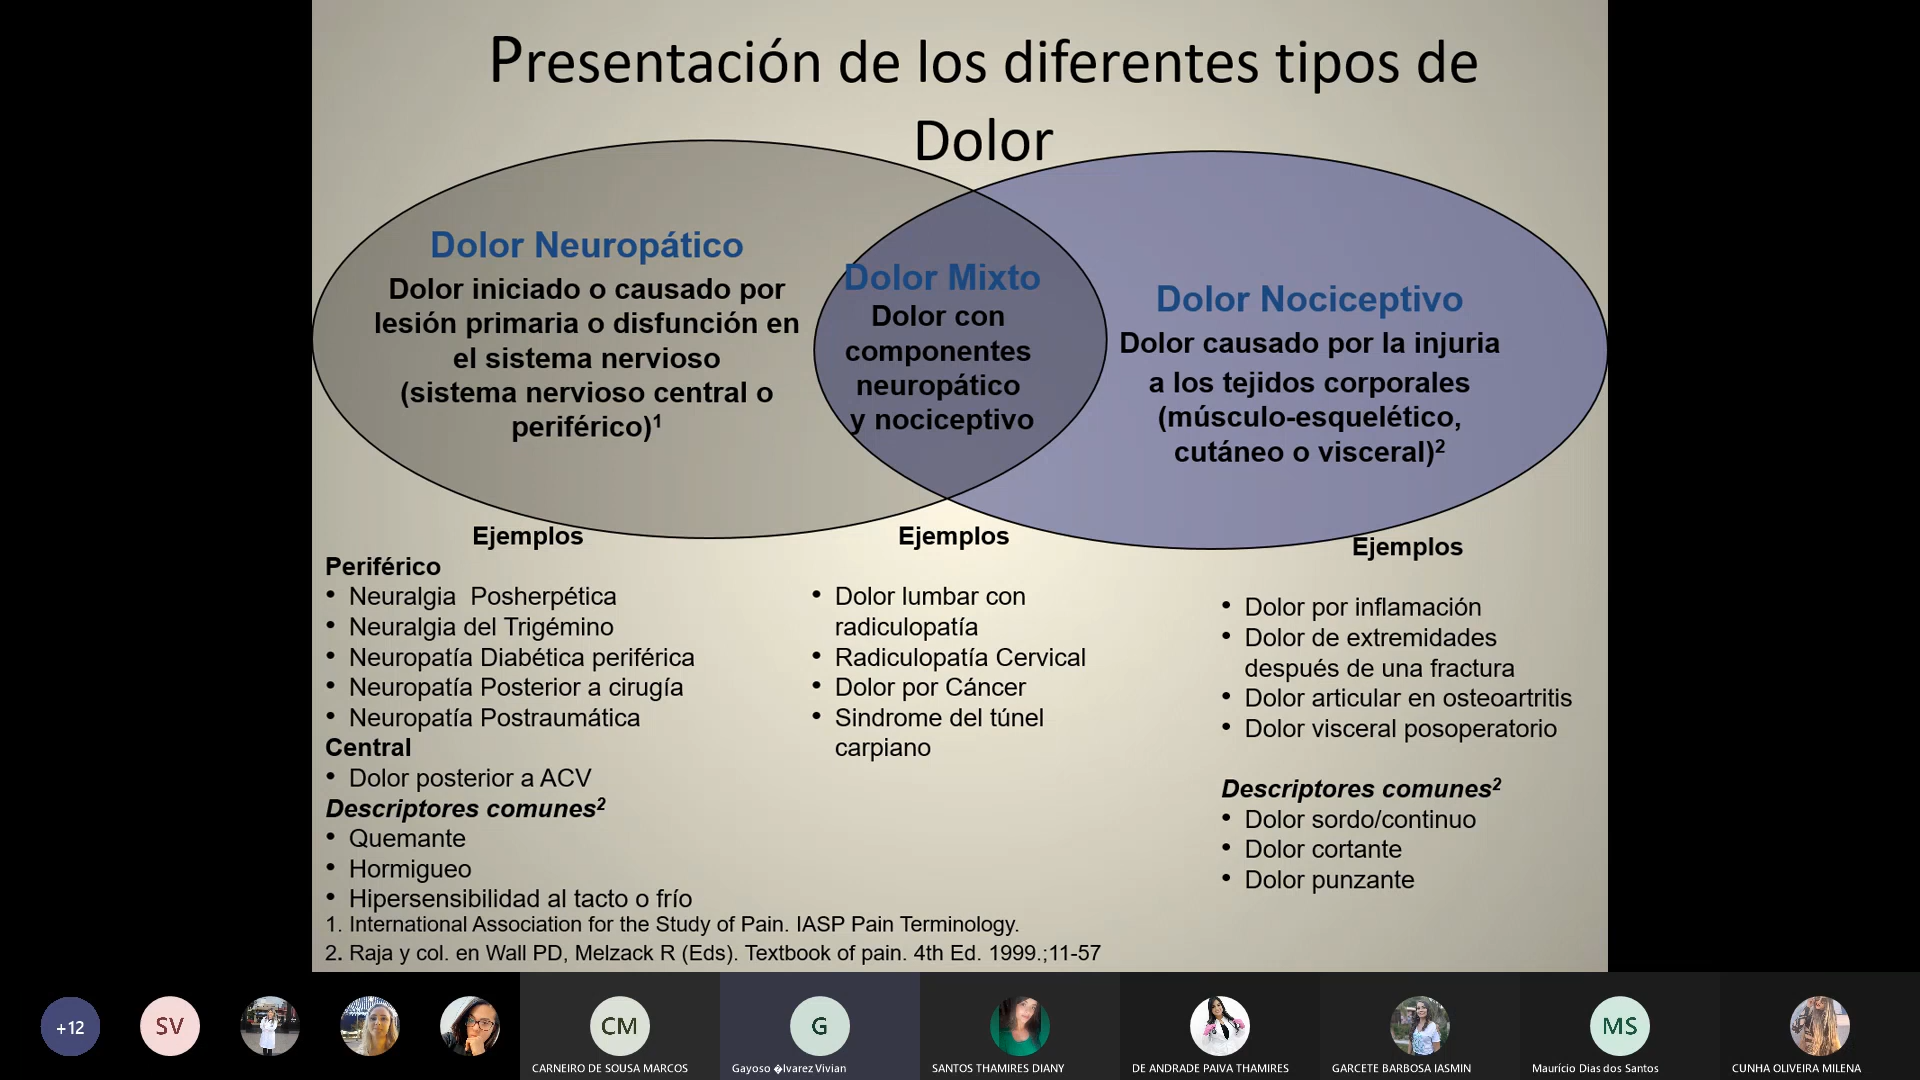 Presentación de los diferentes tipos de
Dolor
Dolor Neuropático
Dolor iniciado o causado por
lesión primaria o disfunción en
el sistema nervioso
(sistema nervioso central o
periférico)¹
Dolor Mixto
Dolor con
componentes
neuropático
y nociceptivo
Dolor Nociceptivo
Dolor causado por la injuria
a los tejidos corporales
(músculo-esquelético,
cutáneo o visceral)²
Ejemplos
Periférico
• Neuralgia  Posherpética
• Neuralgia del Trigémino
• Neuropatía Diabética periférica
• Neuropatía Posterior a cirugía
• Neuropatía Postraumática
Central
• Dolor posterior a ACV
Descriptores comunes²
• Quemante
• Hormigueo
• Hipersensibilidad al tacto o frío
Ejemplos
• Dolor lumbar con
radiculopatía
• Radiculopatía Cervical
• Dolor por Cáncer
• Sindrome del túnel
carpiano
Ejemplos
• Dolor por inflamación
• Dolor de extremidades
después de una fractura
• Dolor articular en osteoartritis
• Dolor visceral posoperatorio
Descriptores comunes²
• Dolor sordo/continuo
• Dolor cortante
• Dolor punzante
1. International Association for the Study of Pain. IASP Pain Terminology.
2. Raja y col. en Wall PD, Melzack R (Eds). Textbook of pain. 4th Ed. 1999.;11-57
+12
SV
CM
CARNEIRO DE SOUSA MARCOS
G
Gayoso �lvarez Vivian
SANTOS THAMIRES DIANY
DE ANDRADE PAIVA THAMIRES
GARCETE BARBOSA IASMIN
MS
Maurício Dias dos Santos
CUNHA OLIVEIRA MILENA